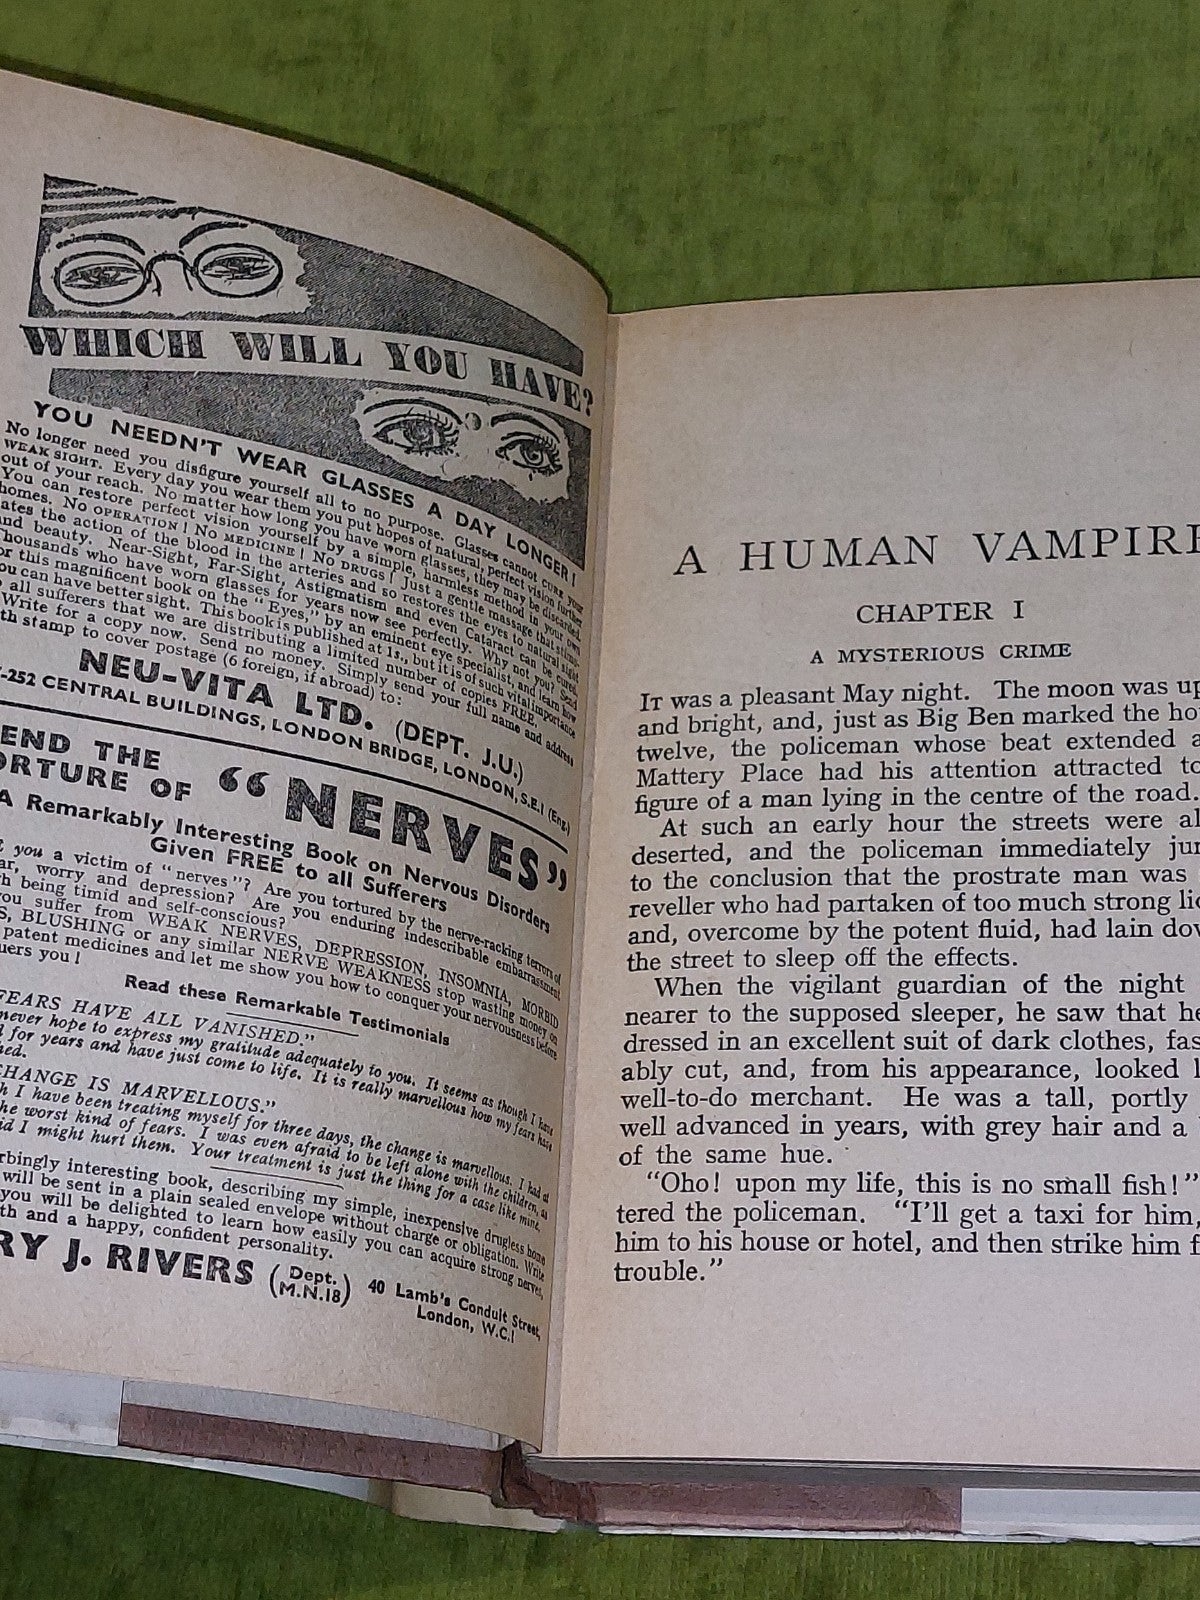 WHICH WILL YOU HAVE?
YOU NEEDN'T WEAR GLASSES A DAY LONGER!
No longer need you disfigure yourself all to no purpose. Glasses cannot CURE your
WEAK SIGHT. Every day you wear them you put hopes of natural, perfect vision further
out of your reach. No matter how long you have worn glasses, they may be discarded.
You can restore perfect vision yourself by a simple, harmless method in your own
homes. No OPERATION! No MEDICINE! No DRUGS! Just a gentle massage that stimu-
ates the action of the blood in the arteries and so restores the eyes to natural sight
nd beauty. Near-Sight, Far-Sight, Astigmatism and even Cataract can be cured.
Thousands who have worn glasses for years now see perfectly. Why not you? Send
or this magnificent book on the "Eyes," by an eminent eye specialist, and learn how
ou can have better sight. This book is published at 1s., but it is of such vital importance
all sufferers that we are distributing a limited number of copies FREE.
Write for a copy now. Send no money. Simply send your full name and address
th stamp to cover postage (6 foreign, if abroad) to:
NEU-VITA LTD. (DEPT. J.U.)
-252 CENTRAL BUILDINGS, LONDON BRIDGE, LONDON, S.E.1 (Eng.)
END THE
ORTURE OF "NERVES"
A Remarkably Interesting Book on Nervous Disorders
Given FREE to all Sufferers
you a victim of "nerves"? Are you tortured by the nerve-racking terrors of
ar, worry and depression? Are you enduring indescribable embarrassment
h being timid and self-conscious?
you suffer from WEAK NERVES, DEPRESSION, INSOMNIA, MORBID
S, BLUSHING or any similar NERVE WEAKNESS stop wasting money on
patent medicines and let me show you how to conquer your nervousness before
uers you!
Read these Remarkable Testimonials
FEARS HAVE ALL VANISHED."
never hope to express my gratitude adequately to you. It seems as though I have
d for years and have just come to life. It is really marvellous how my fears have
hed.
CHANGE IS MARVELLOUS."
h I have been treating myself for three days, the change is marvellous. I had
he worst kind of fears. I was even afraid to be left alone with the children, as
id I might hurt them. Your treatment is just the thing for a case like mine.
rbingly interesting book, describing my simple, inexpensive drugless home
will be sent in a plain sealed envelope without charge or obligation. Write
you will be delighted to learn how easily you can acquire strong nerves,
th and a happy, confident personality.
RY J. RIVERS (Dept. M.N.18) 40 Lamb's Conduit Street,
London, W.C.1
A HUMAN VAMPIRE
CHAPTER I
A MYSTERIOUS CRIME
IT was a pleasant May night. The moon was up
and bright, and, just as Big Ben marked the ho
twelve, the policeman whose beat extended a
Mattery Place had his attention attracted to
figure of a man lying in the centre of the road.
At such an early hour the streets were al
deserted, and the policeman immediately jum
to the conclusion that the prostrate man was
reveller who had partaken of too much strong liq
and, overcome by the potent fluid, had lain dow
the street to sleep off the effects.
When the vigilant guardian of the night
nearer to the supposed sleeper, he saw that he
dressed in an excellent suit of dark clothes, fas
ably cut, and, from his appearance, looked l
well-to-do merchant. He was a tall, portly
well advanced in years, with grey hair and a
of the same hue.
"Oho! upon my life, this is no small fish!"
tered the policeman. "I'll get a taxi for him,
him to his house or hotel, and then strike him f
trouble."